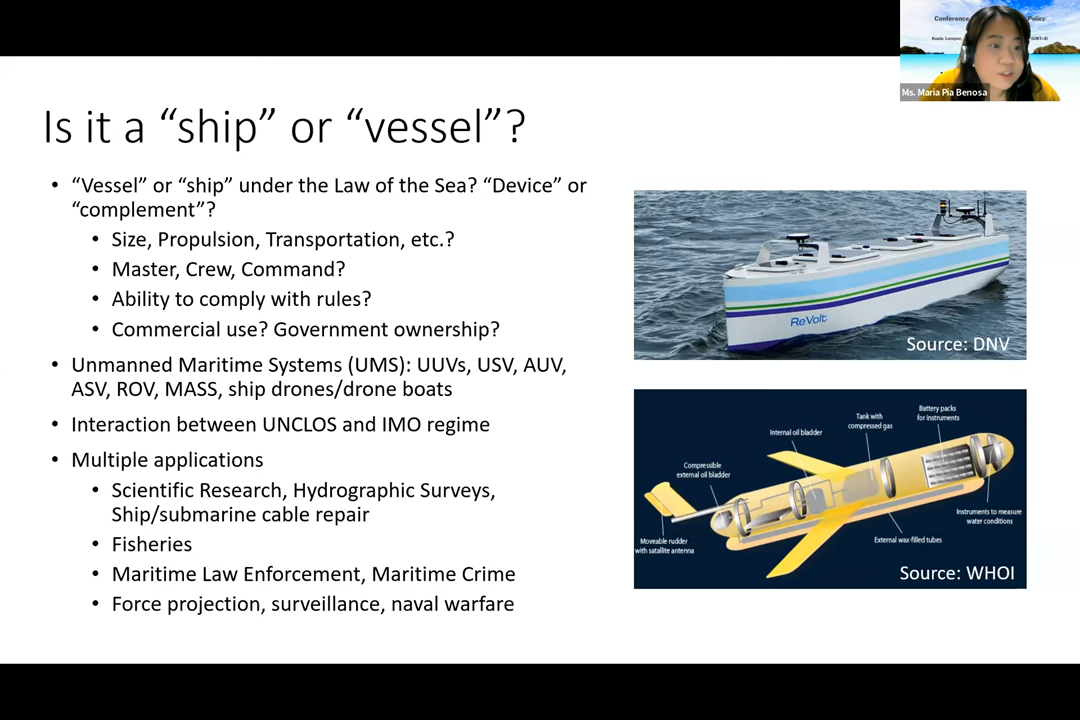 Conference
Policy
Kuala Lumpur,
Ms. Maria Pia Benosa
Is it a “ship” or “vessel”?
• “Vessel” or “ship” under the Law of the Sea? “Device” or
“complement”?
• Size, Propulsion, Transportation, etc.?
• Master, Crew, Command?
• Ability to comply with rules?
• Commercial use? Government ownership?
• Unmanned Maritime Systems (UMS): UUVs, USV, AUV,
ASV, ROV, MASS, ship drones/drone boats
• Interaction between UNCLOS and IMO regime
• Multiple applications
• Scientific Research, Hydrographic Surveys,
Ship/submarine cable repair
• Fisheries
• Maritime Law Enforcement, Maritime Crime
• Force projection, surveillance, naval warfare
ReVolt
Source: DNV
Battery packs
for instruments
Tank with
compressed gas
Internal oil bladder
Compressible
external oil bladder
Instruments to measure
water conditions
External wax-filled tubes
Moveable rudder
with satallite antenna
Source: WHOI